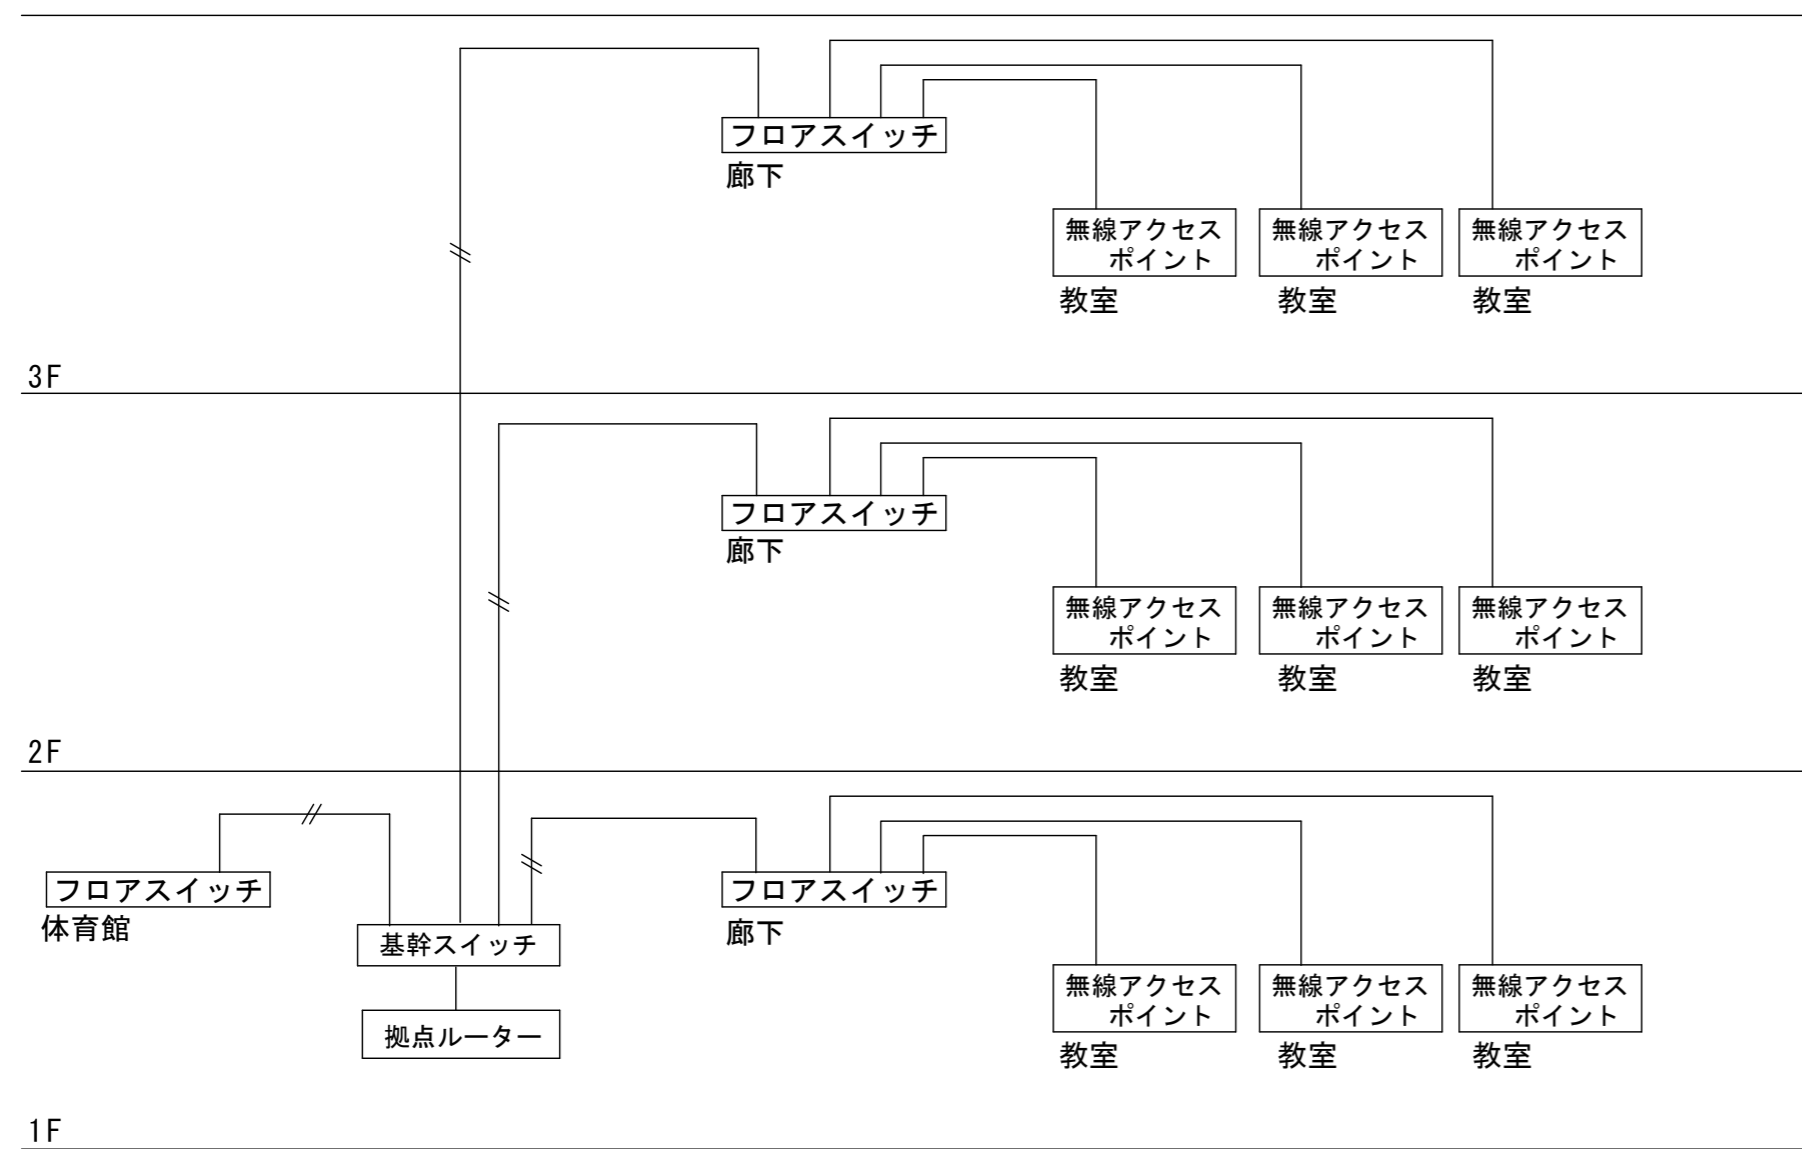 フロアスイッチ
廊下
無線アクセス
ポイント
教室
無線アクセス
ポイント
教室
無線アクセス
ポイント
教室
3F
フロアスイッチ
廊下
無線アクセス
ポイント
教室
無線アクセス
ポイント
教室
無線アクセス
ポイント
教室
2F
フロアスイッチ
体育館
基幹スイッチ
拠点ルーター
フロアスイッチ
廊下
無線アクセス
ポイント
教室
無線アクセス
ポイント
教室
無線アクセス
ポイント
教室
1F